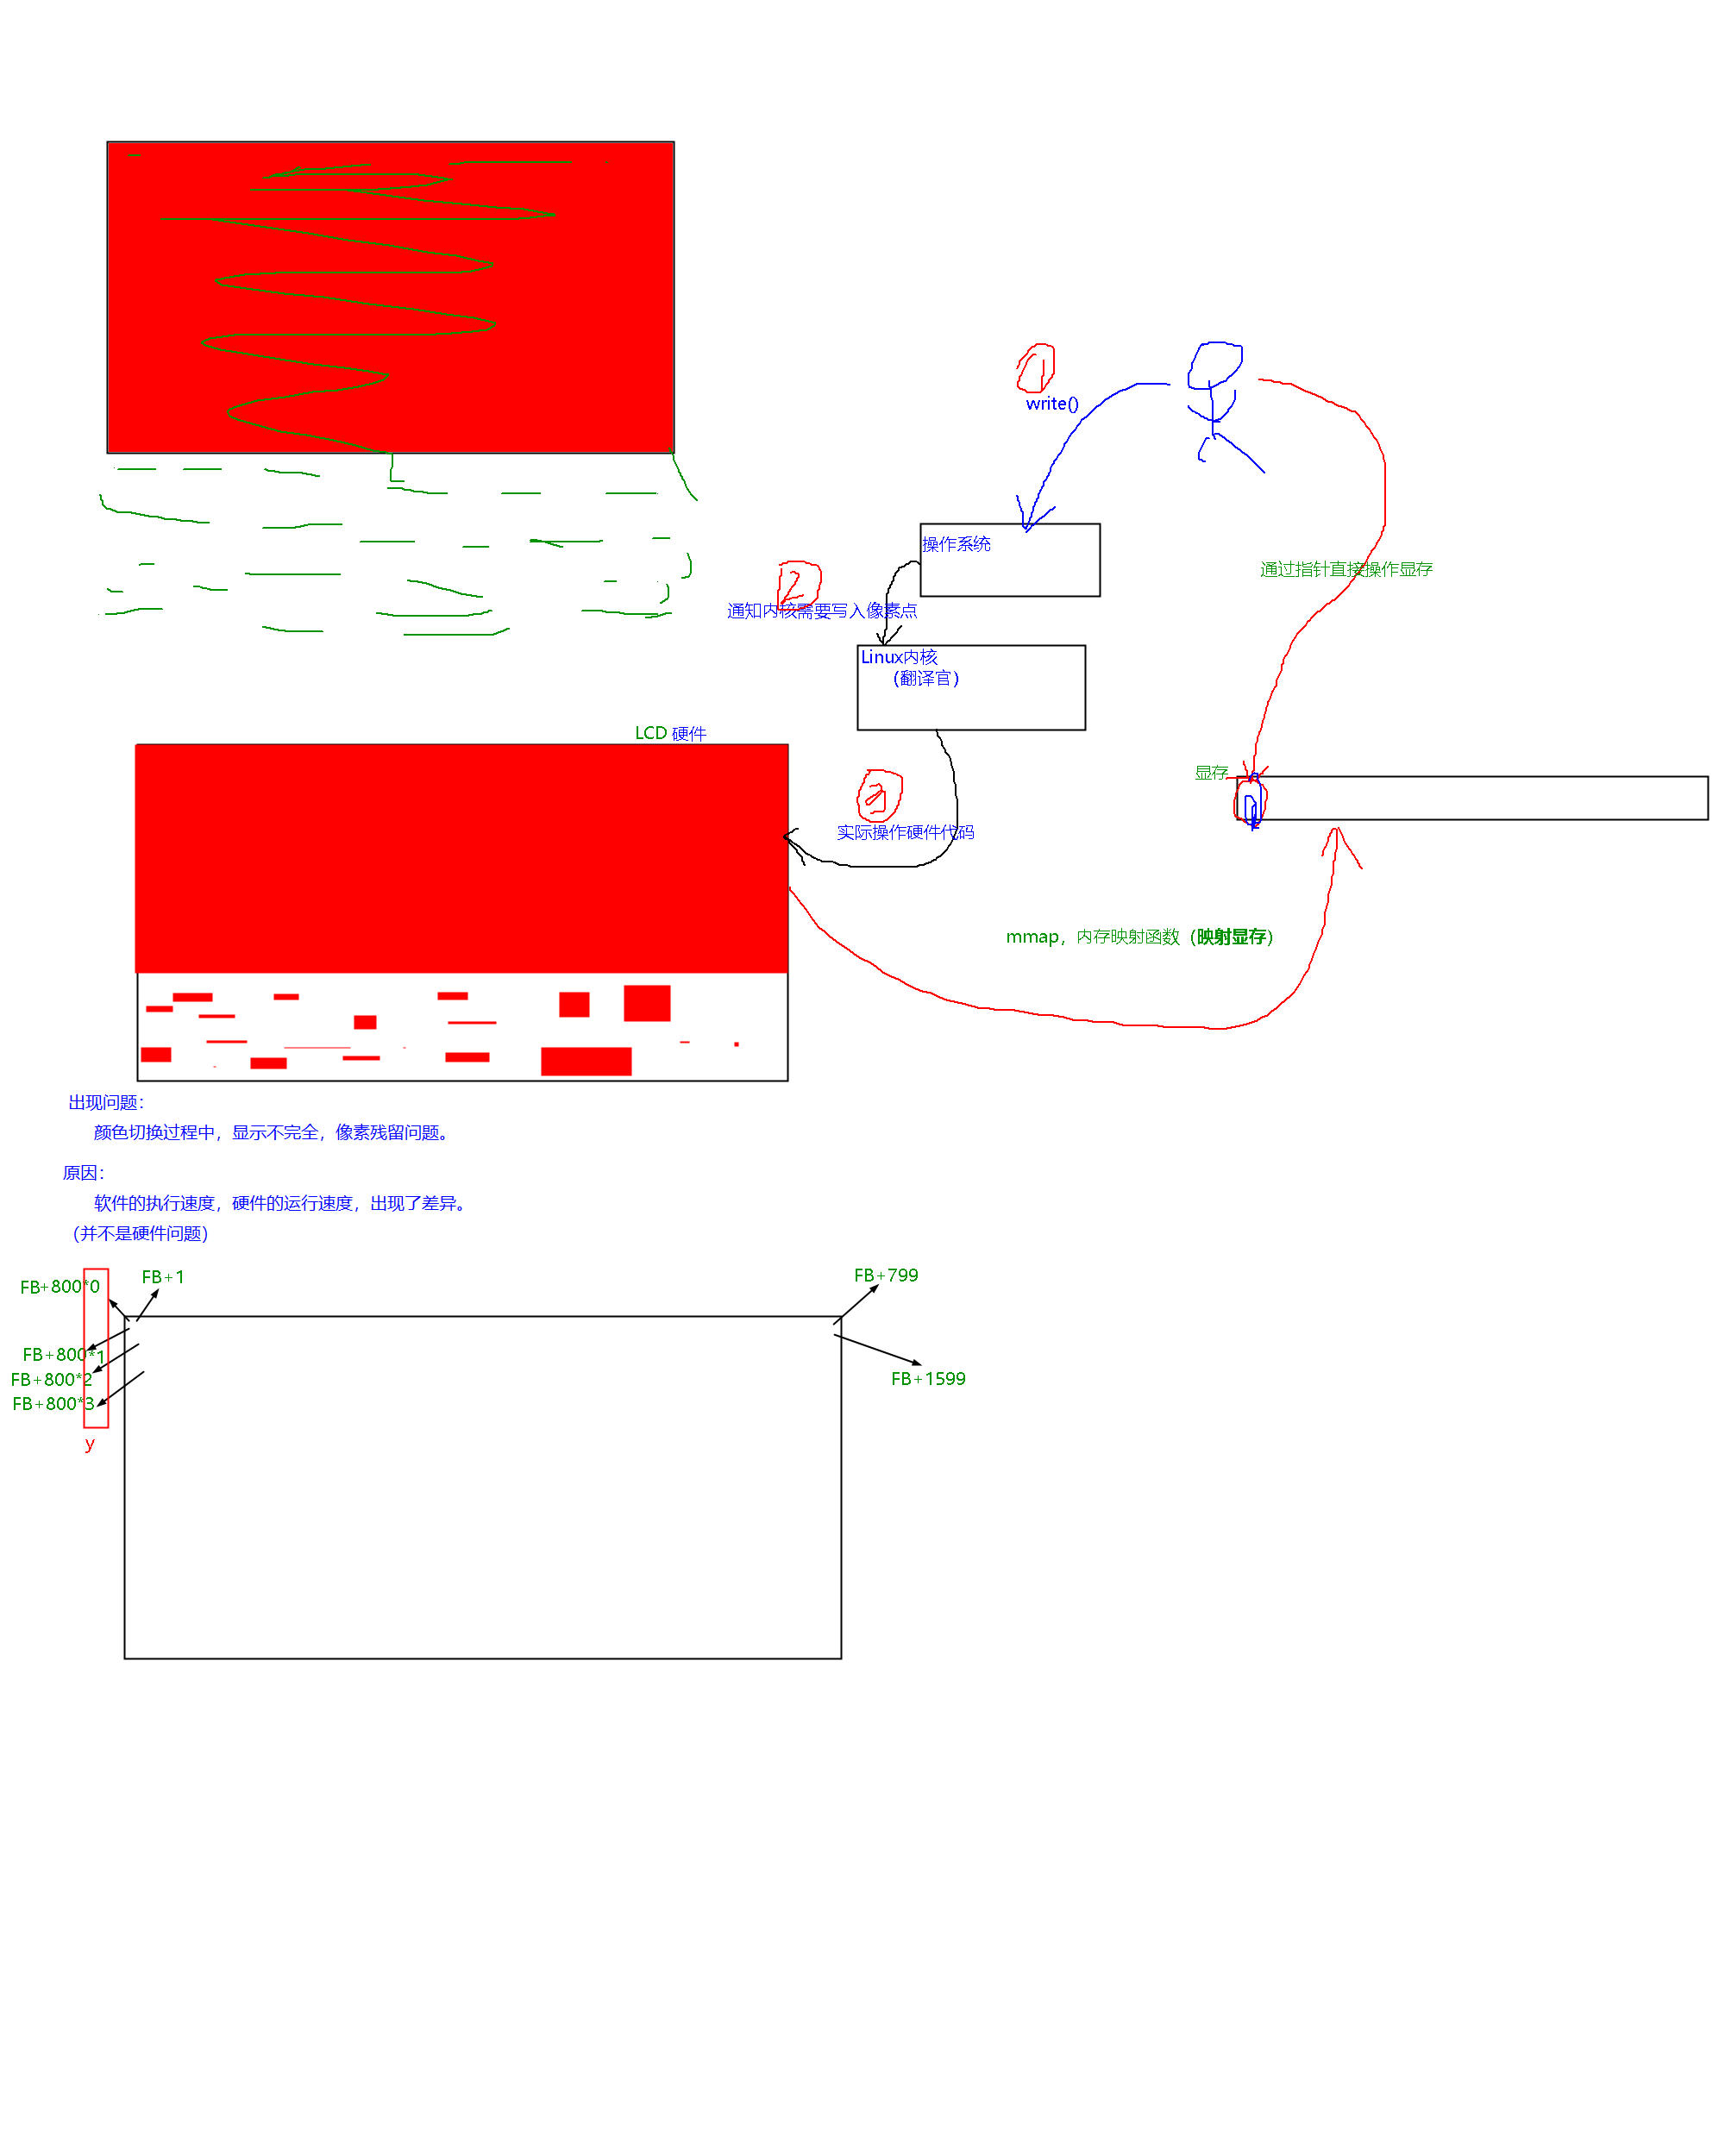 1
write()
操作系统
通过指针直接操作显存
2
通知内核需要写入像素点
Linux内核
(翻译官)
LCD 硬件
显存
实际操作硬件代码
mmap，内存映射函数（映射显存）
出现问题：
颜色切换过程中，显示不完全，像素残留问题。
原因：
软件的执行速度，硬件的运行速度，出现了差异。
（并不是硬件问题）
FB+800*0
FB+1
FB+799
FB+800*1
FB+800*2
FB+1599
FB+800*3
y